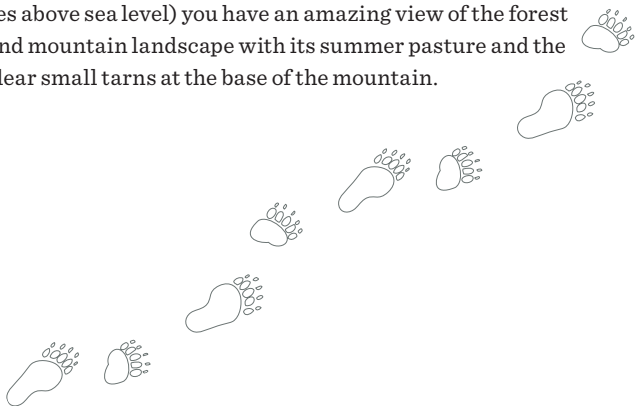 es above sea level) you have an amazing view of the forest
nd mountain landscape with its summer pasture and the
lear small tarns at the base of the mountain.